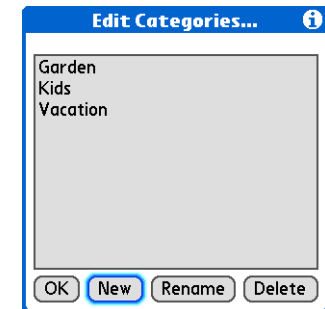 Edit Categories... i
Garden
Kids
Vacation
OK New Rename Delete